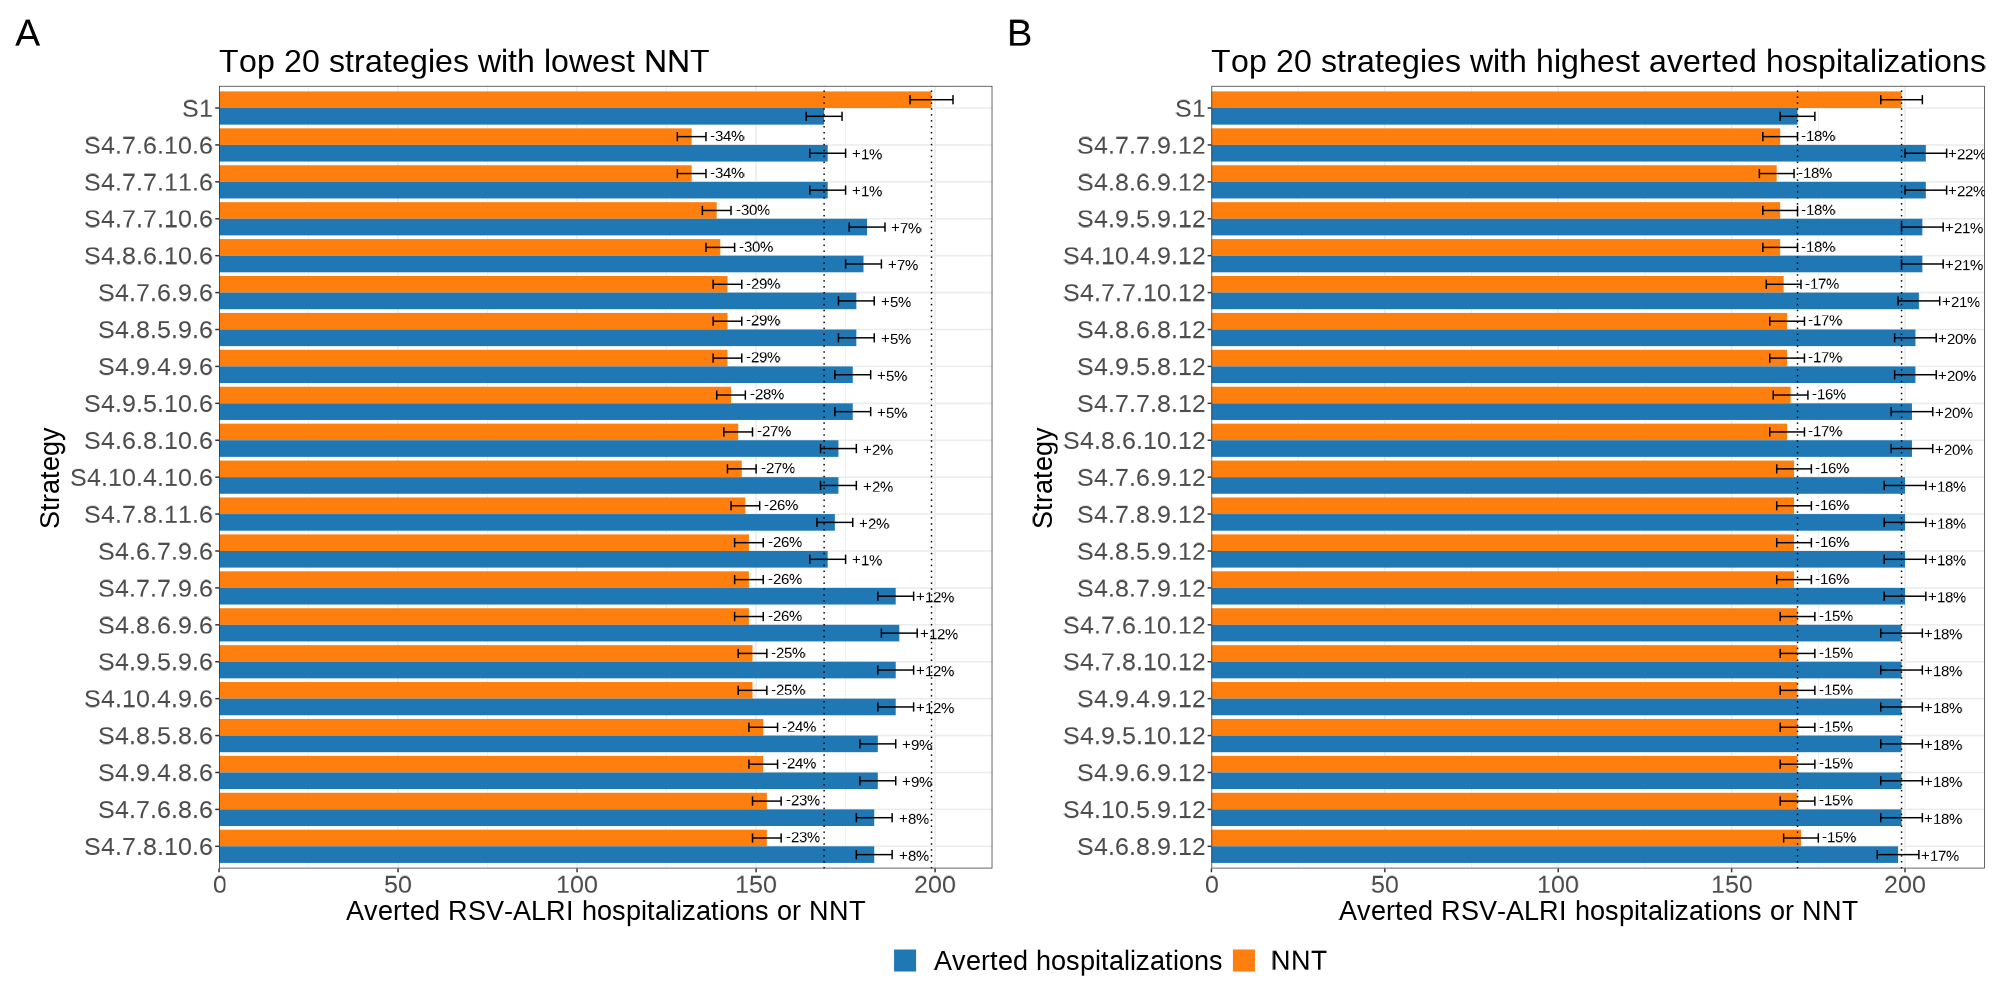 A
Top 20 strategies with lowest NNT
Strategy
S1
S4.7.6.10.6 -34% +1%
S4.7.7.11.6 -34% +1%
S4.7.7.10.6 -30% +7%
S4.8.6.10.6 -30% +7%
S4.7.6.9.6 -29% +5%
S4.8.5.9.6 -29% +5%
S4.9.4.9.6 -29% +5%
S4.9.5.10.6 -28% +5%
S4.6.8.10.6 -27% +2%
S4.10.4.10.6 -27% +2%
S4.7.8.11.6 -26% +2%
S4.6.7.9.6 -26% +1%
S4.7.7.9.6 -26% +12%
S4.8.6.9.6 -26% +12%
S4.9.5.9.6 -25% +12%
S4.10.4.9.6 -25% +12%
S4.8.5.8.6 -24% +9%
S4.9.4.8.6 -24% +9%
S4.7.6.8.6 -23% +8%
S4.7.8.10.6 -23% +8%
0 50 100 150 200
Averted RSV-ALRI hospitalizations or NNT
B
Top 20 strategies with highest averted hospitalizations
Strategy
S1
S4.7.7.9.12 -18% +22%
S4.8.6.9.12 -18% +22%
S4.9.5.9.12 -18% +21%
S4.10.4.9.12 -18% +21%
S4.7.7.10.12 -17% +21%
S4.8.6.8.12 -17% +20%
S4.9.5.8.12 -17% +20%
S4.7.7.8.12 -16% +20%
S4.8.6.10.12 -17% +20%
S4.7.6.9.12 -16% +18%
S4.7.8.9.12 -16% +18%
S4.8.5.9.12 -16% +18%
S4.8.7.9.12 -16% +18%
S4.7.6.10.12 -15% +18%
S4.7.8.10.12 -15% +18%
S4.9.4.9.12 -15% +18%
S4.9.5.10.12 -15% +18%
S4.9.6.9.12 -15% +18%
S4.10.5.9.12 -15% +18%
S4.6.8.9.12 -15% +17%
0 50 100 150 200
Averted RSV-ALRI hospitalizations or NNT
Averted hospitalizations NNT